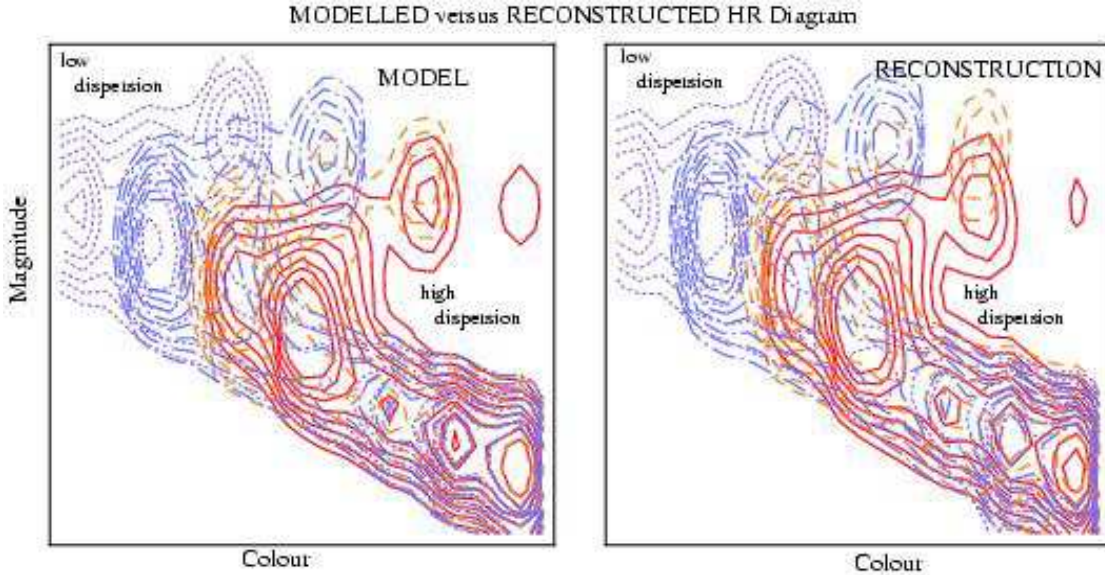 MODELLED versus RECONSTRUCTED HR Diagram
low
dispersion
MODEL
high
dispersion
Magnitude
Colour
low
dispersion
RECONSTRUCTION
high
dispersion
Colour